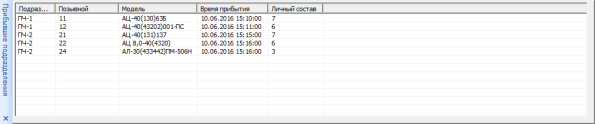 Прибывшие подразделения
Подраз... Позывной Модель Время прибытия Личный состав
ПЧ-1 11 АЦ-40(130)63Б 10.06.2016 15:10:00 7
ПЧ-1 12 АЦ-40(43202)001-ПС 10.06.2016 15:11:00 6
ПЧ-2 21 АЦ-40(131)137 10.06.2016 15:15:00 7
ПЧ-2 22 АЦ 8,0-40(4320) 10.06.2016 15:16:00 6
ПЧ-2 24 АЛ-30(433442)ПМ-506Н 10.06.2016 15:16:00 3